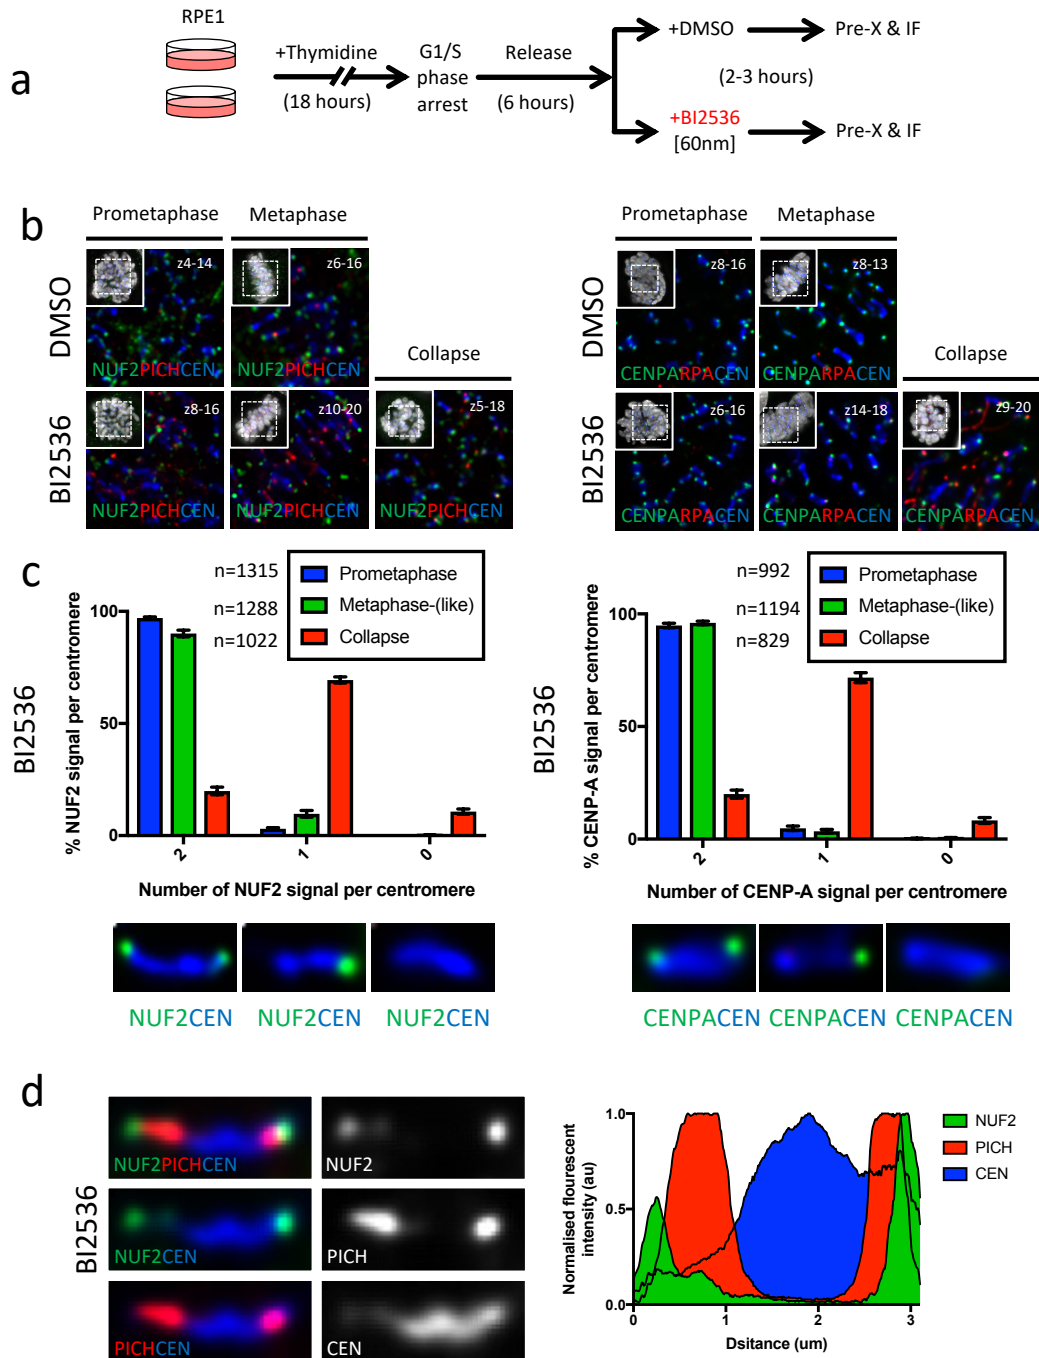 a
RPE1
+Thymidine
(18 hours)
G1/S
phase
arrest
Release
(6 hours)
+DMSO
Pre-X & IF
(2-3 hours)
+BI2536
[60nm]
Pre-X & IF
b
Prometaphase
Metaphase
DMSO
z4-14
NUF2PICHCEN
z6-16
NUF2PICHCEN
Collapse
BI2536
z8-16
NUF2PICHCEN
z10-20
NUF2PICHCEN
z5-18
NUF2PICHCEN
Prometaphase
Metaphase
DMSO
z8-16
CENPARPACEN
z8-13
CENPARPACEN
Collapse
BI2536
z6-16
CENPARPACEN
z14-18
CENPARPACEN
z9-20
CENPARPACEN
c
BI2536
n=1315
Prometaphase
n=1288
Metaphase-(like)
n=1022
Collapse
% NUF2 signal per centromere
100
50
0
2
1
0
Number of NUF2 signal per centromere
NUF2CEN
NUF2CEN
NUF2CEN
BI2536
n=992
Prometaphase
n=1194
Metaphase-(like)
n=829
Collapse
% CENP-A signal per centromere
100
50
0
2
1
0
Number of CENP-A signal per centromere
CENPACEN
CENPACEN
CENPACEN
d
BI2536
NUF2PICHCEN
NUF2
NUF2CEN
PICH
PICHCEN
CEN
Normalised flourescent
intensity (au)
1.0
0.5
0.0
0
1
2
3
Dsitance (um)
NUF2
PICH
CEN